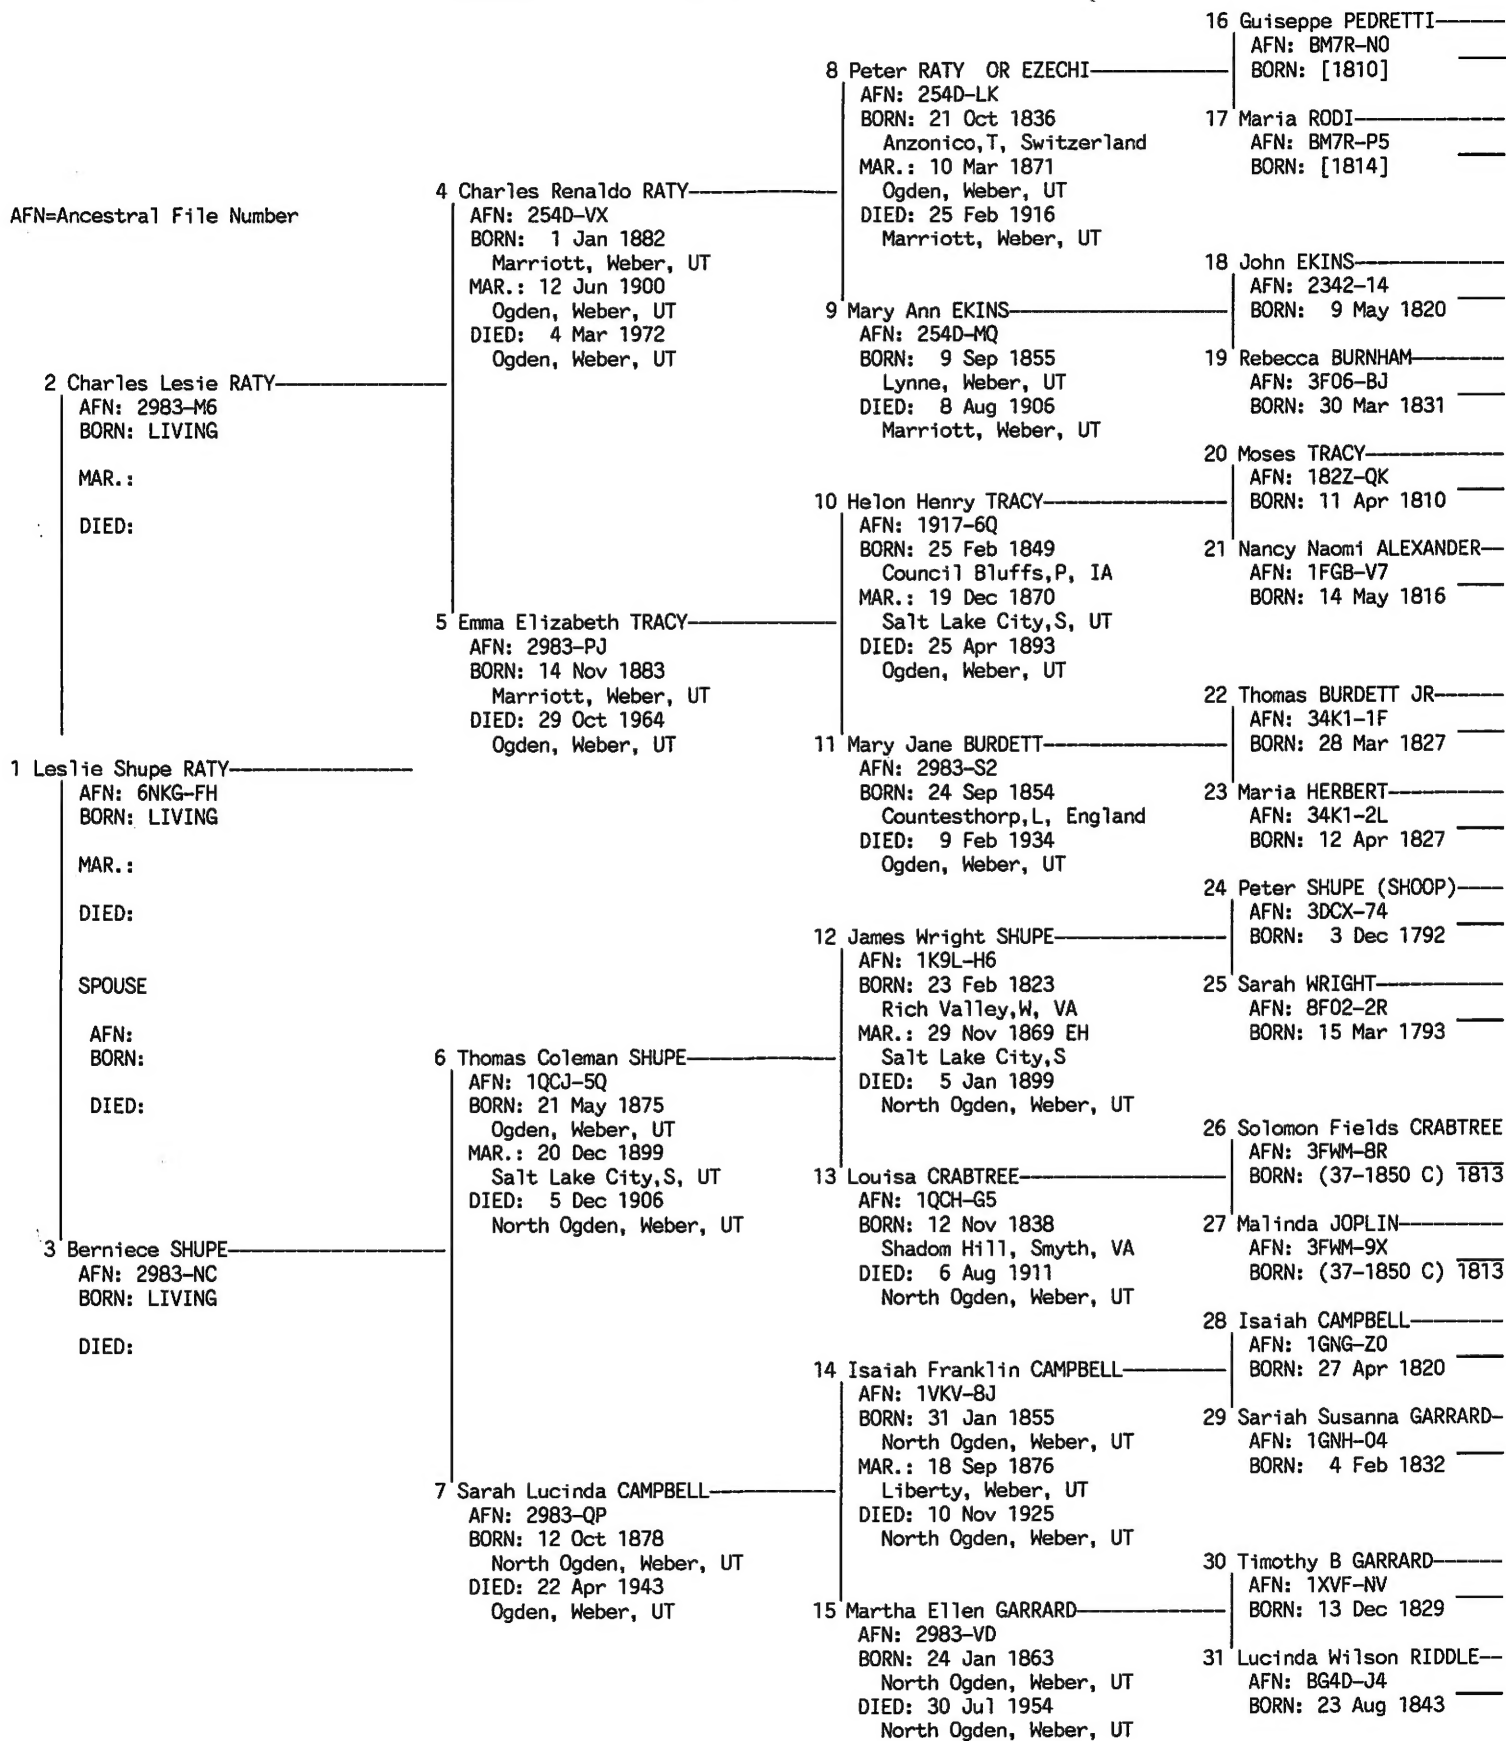 AFN=Ancestral File Number
1 Leslie Shupe RATY
AFN: 6NKG-FH
BORN: LIVING
MAR.:
DIED:
SPOUSE
AFN:
BORN:
DIED:
2 Charles Lesie RATY
AFN: 2983-M6
BORN: LIVING
MAR.:
DIED:
3 Berniece SHUPE
AFN: 2983-NC
BORN: LIVING
DIED:
4 Charles Renaldo RATY
AFN: 254D-VX
BORN: 1 Jan 1882
Marriott, Weber, UT
MAR.: 12 Jun 1900
Ogden, Weber, UT
DIED: 4 Mar 1972
Ogden, Weber, UT
5 Emma Elizabeth TRACY
AFN: 2983-PJ
BORN: 14 Nov 1883
Marriott, Weber, UT
DIED: 29 Oct 1964
Ogden, Weber, UT
6 Thomas Coleman SHUPE
AFN: 1QCJ-5Q
BORN: 21 May 1875
Ogden, Weber, UT
MAR.: 20 Dec 1899
Salt Lake City,S, UT
DIED: 5 Dec 1906
North Ogden, Weber, UT
7 Sarah Lucinda CAMPBELL
AFN: 2983-QP
BORN: 12 Oct 1878
North Ogden, Weber, UT
DIED: 22 Apr 1943
Ogden, Weber, UT
8 Peter RATY OR EZECHI
AFN: 254D-LK
BORN: 21 Oct 1836
Anzonico,T, Switzerland
MAR.: 10 Mar 1871
Ogden, Weber, UT
DIED: 25 Feb 1916
Marriott, Weber, UT
9 Mary Ann EKINS
AFN: 254D-MQ
BORN: 9 Sep 1855
Lynne, Weber, UT
DIED: 8 Aug 1906
Marriott, Weber, UT
10 Helon Henry TRACY
AFN: 1917-6Q
BORN: 25 Feb 1849
Council Bluffs,P, IA
MAR.: 19 Dec 1870
Salt Lake City,S, UT
DIED: 25 Apr 1893
Ogden, Weber, UT
11 Mary Jane BURDETT
AFN: 2983-S2
BORN: 24 Sep 1854
Countesthorp,L, England
DIED: 9 Feb 1934
Ogden, Weber, UT
12 James Wright SHUPE
AFN: 1K9L-H6
BORN: 23 Feb 1823
Rich Valley,W, VA
MAR.: 29 Nov 1869 EH
Salt Lake City,S
DIED: 5 Jan 1899
North Ogden, Weber, UT
13 Louisa CRABTREE
AFN: 1QCH-G5
BORN: 12 Nov 1838
Shadom Hill, Smyth, VA
DIED: 6 Aug 1911
North Ogden, Weber, UT
14 Isaiah Franklin CAMPBELL
AFN: 1VKV-8J
BORN: 31 Jan 1855
North Ogden, Weber, UT
MAR.: 18 Sep 1876
Liberty, Weber, UT
DIED: 10 Nov 1925
North Ogden, Weber, UT
15 Martha Ellen GARRARD
AFN: 2983-VD
BORN: 24 Jan 1863
North Ogden, Weber, UT
DIED: 30 Jul 1954
North Ogden, Weber, UT
16 Guiseppe PEDRETTI
AFN: BM7R-N0
BORN: [1810]
17 Maria RODI
AFN: BM7R-P5
BORN: [1814]
18 John EKINS
AFN: 2342-14
BORN: 9 May 1820
19 Rebecca BURNHAM
AFN: 3F06-BJ
BORN: 30 Mar 1831
20 Moses TRACY
AFN: 182Z-QK
BORN: 11 Apr 1810
21 Nancy Naomi ALEXANDER
AFN: 1FGB-V7
BORN: 14 May 1816
22 Thomas BURDETT JR
AFN: 34K1-1F
BORN: 28 Mar 1827
23 Maria HERBERT
AFN: 34K1-2L
BORN: 12 Apr 1827
24 Peter SHUPE (SHOOP)
AFN: 3DCX-74
BORN: 3 Dec 1792
25 Sarah WRIGHT
AFN: 8F02-2R
BORN: 15 Mar 1793
26 Solomon Fields CRABTREE
AFN: 3FWM-8R
BORN: (37-1850 C) 1813
27 Malinda JOPLIN
AFN: 3FWM-9X
BORN: (37-1850 C) 1813
28 Isaiah CAMPBELL
AFN: 1GNG-Z0
BORN: 27 Apr 1820
29 Sariah Susanna GARRARD
AFN: 1GNH-04
BORN: 4 Feb 1832
30 Timothy B GARRARD
AFN: 1XVF-NV
BORN: 13 Dec 1829
31 Lucinda Wilson RIDDLE
AFN: BG4D-J4
BORN: 23 Aug 1843